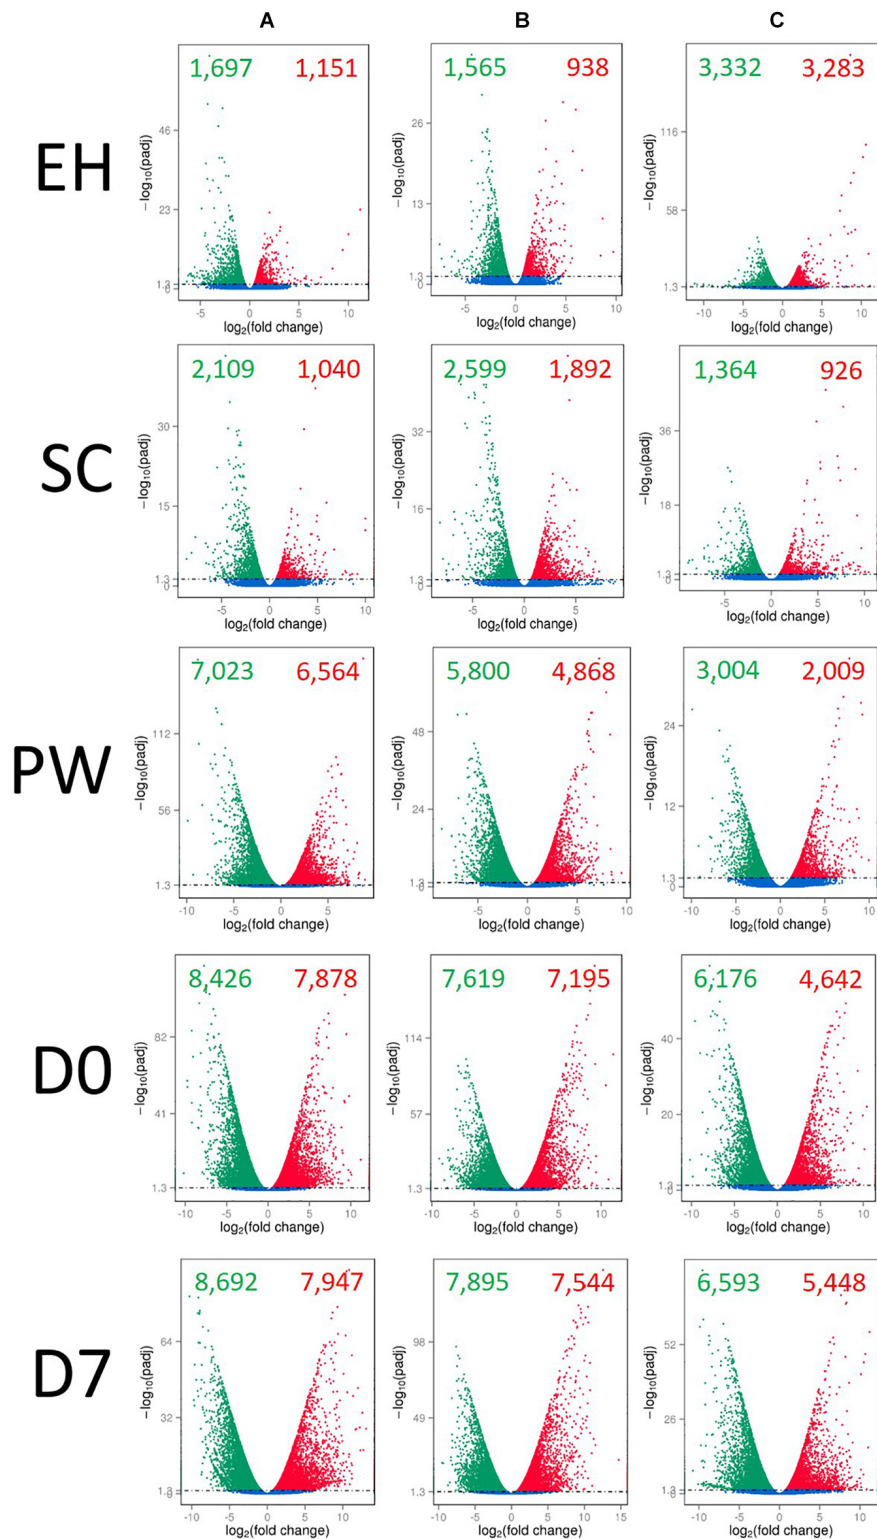 A B C
EH
1,697 1,151
−log10(padj)
46
23
1.3
0
-5 0 5 10
log2(fold change)
1,565 938
−log10(padj)
26
13
1.3
0
-5 0 5 10
log2(fold change)
3,332 3,283
−log10(padj)
116
58
1.3
-10 -5 0 5 10
log2(fold change)
SC
2,109 1,040
−log10(padj)
30
15
1.3
0
-5 0 5 10
log2(fold change)
2,599 1,892
−log10(padj)
32
16
1.3
0
-5 0 5
log2(fold change)
1,364 926
−log10(padj)
36
18
1.3
0
-5 0 5 10
log2(fold change)
PW
7,023 6,564
−log10(padj)
112
56
1.3
-10 -5 0 5
log2(fold change)
5,800 4,868
−log10(padj)
48
24
1.3
0
-5 0 5 10
log2(fold change)
3,004 2,009
−log10(padj)
24
12
1.3
0
-10 -5 0 5 10
log2(fold change)
D0
8,426 7,878
−log10(padj)
82
41
1.3
-10 -5 0 5 10
log2(fold change)
7,619 7,195
−log10(padj)
114
57
1.3
-10 -5 0 5 10
log2(fold change)
6,176 4,642
−log10(padj)
40
20
1.3
0
-10 -5 0 5 10
log2(fold change)
D7
8,692 7,947
−log10(padj)
64
32
1.3
0
-10 -5 0 5 10
log2(fold change)
7,895 7,544
−log10(padj)
98
49
1.3
-10 -5 0 5 10 15
log2(fold change)
6,593 5,448
−log10(padj)
52
26
1.3
0
-10 -5 0 5 10
log2(fold change)